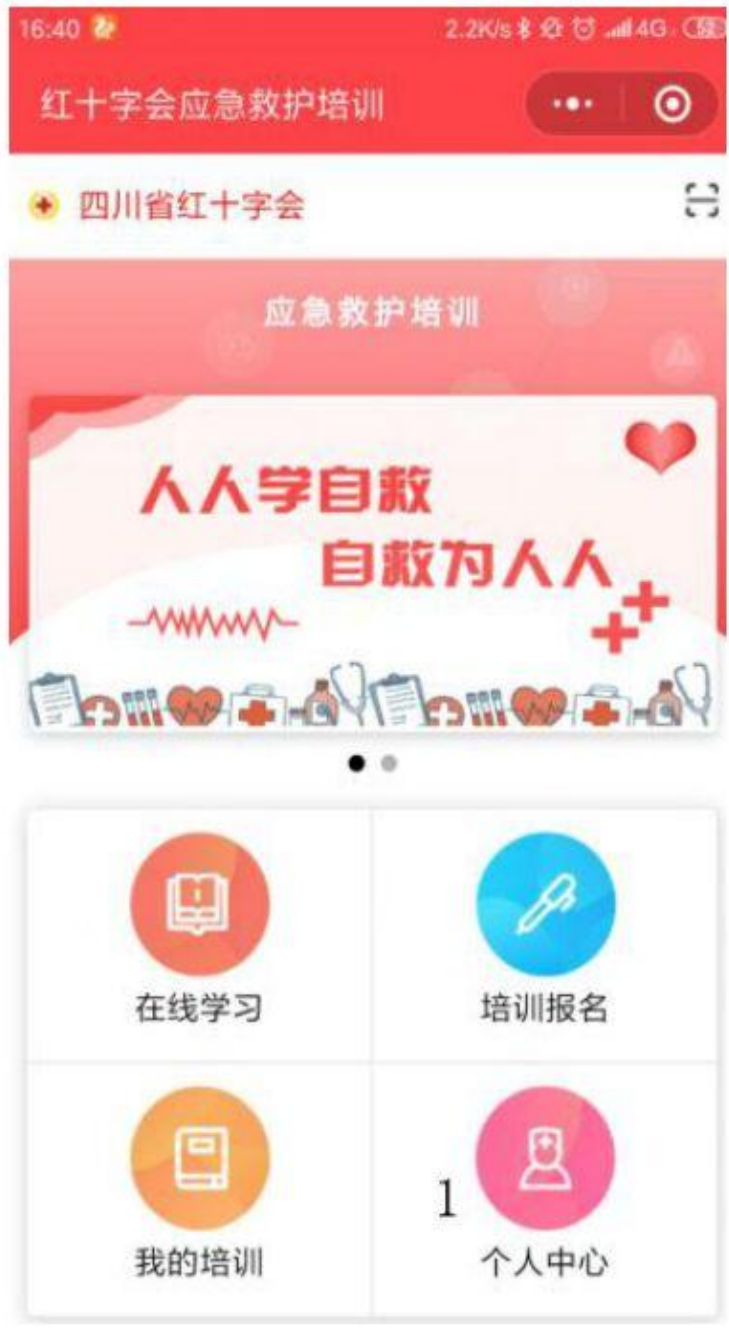 16:40 2.2K/s 4G
红十字会应急救护培训
四川省红十字会
应急救护培训
人人学自救
自救为人人
在线学习 培训报名
1
我的培训 个人中心